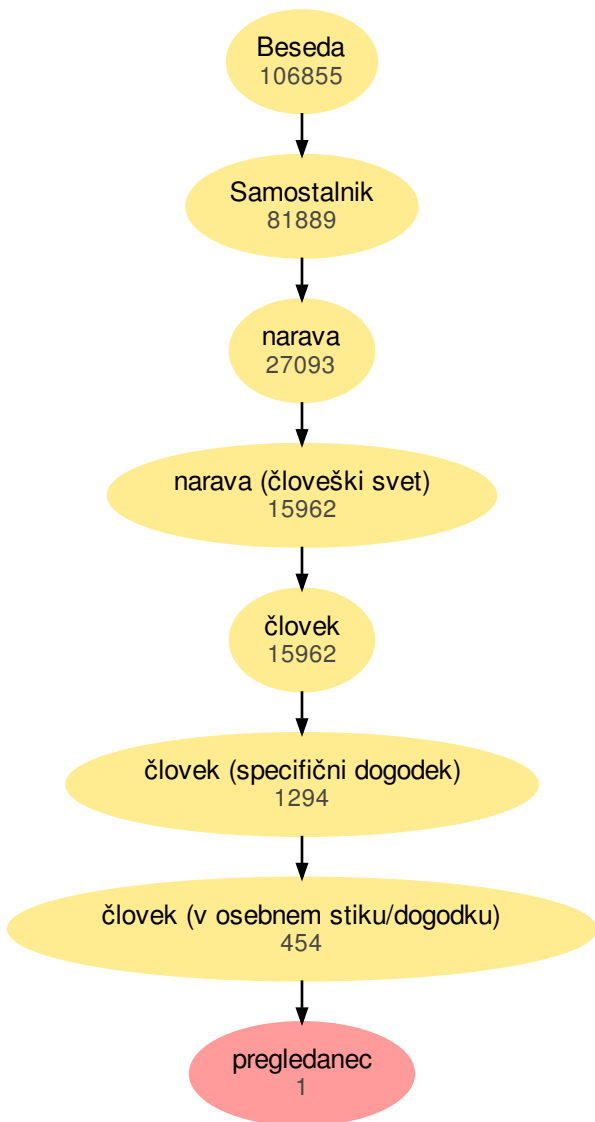 Beseda
106855
Samostalnik
81889
narava
27093
narava (človeški svet)
15962
človek
15962
človek (specifični dogodek)
1294
človek (v osebnem stiku/dogodku)
454
pregledanec
1